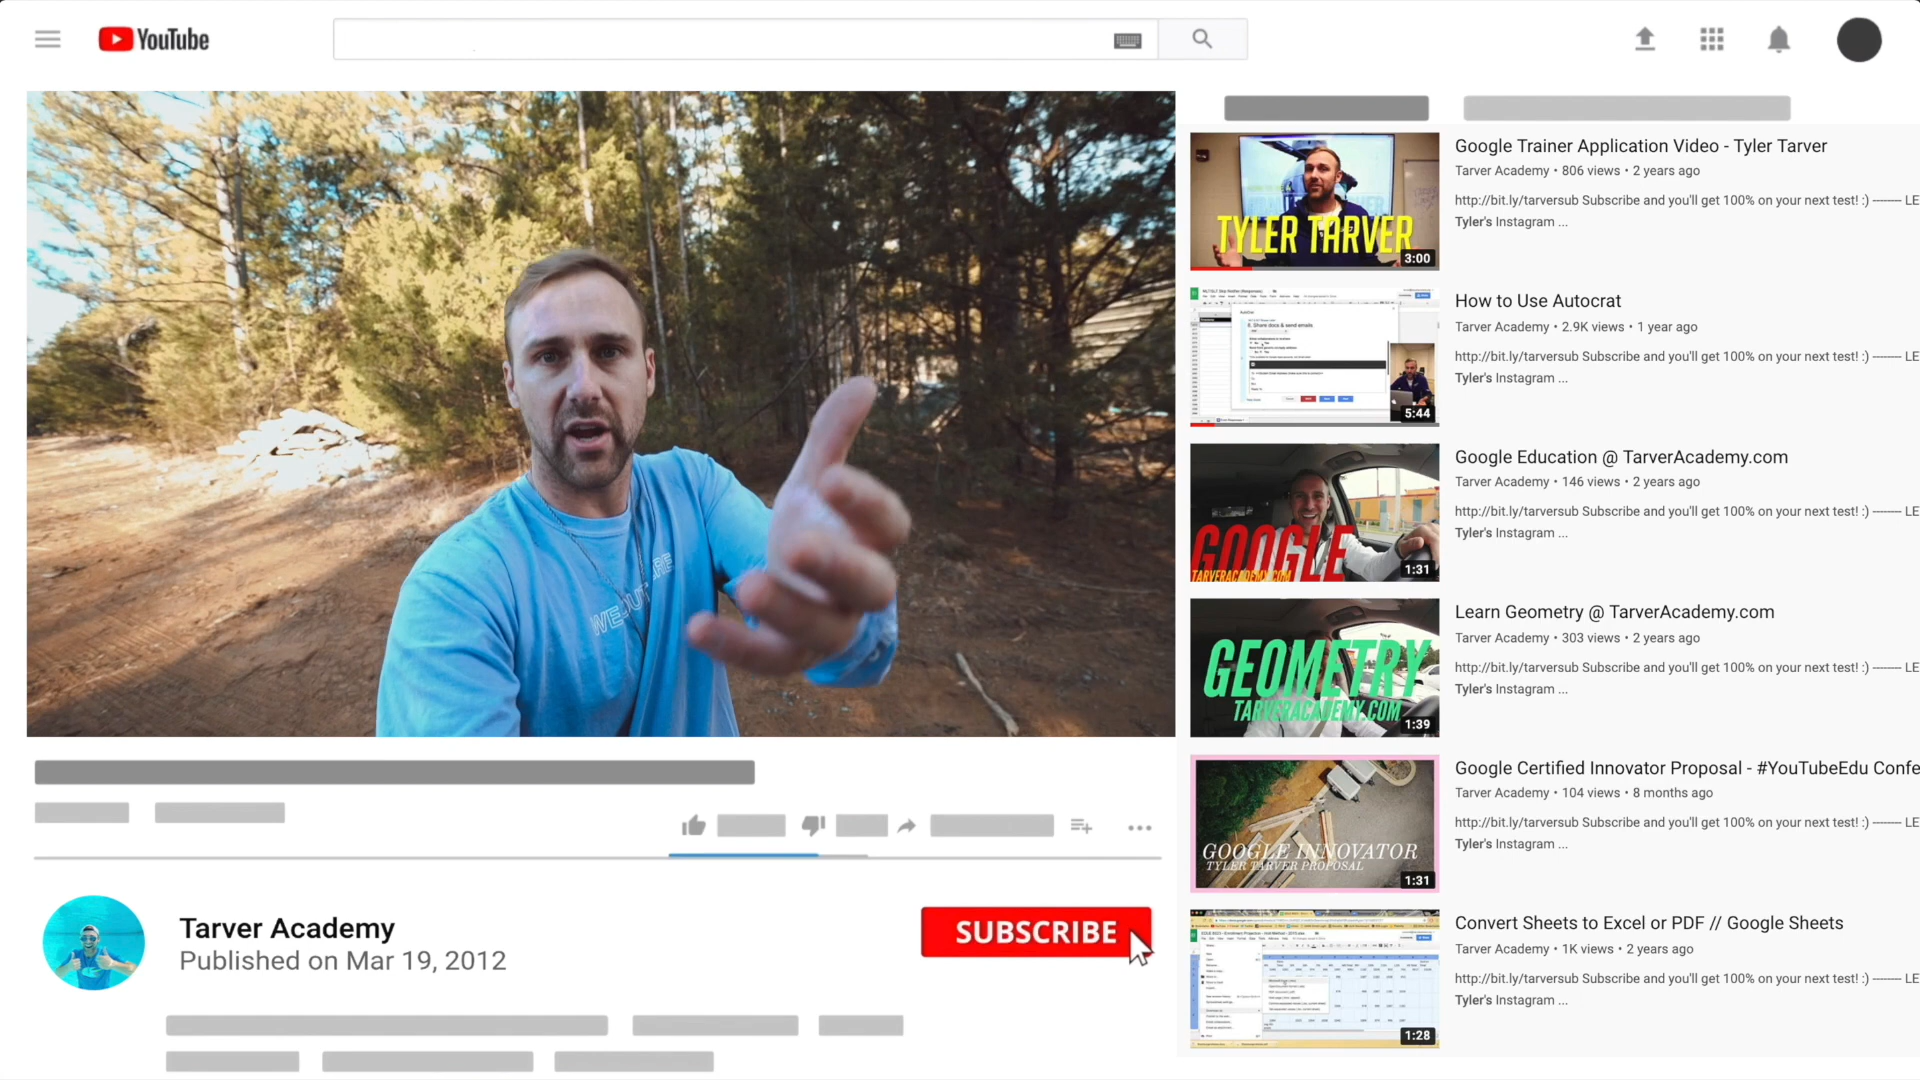 YouTube
WE OUT HERE
Tarver Academy
Published on Mar 19, 2012
SUBSCRIBE
TYLER TARVER
3:00
Google Trainer Application Video - Tyler Tarver
Tarver Academy • 806 views • 2 years ago
http://bit.ly/tarversub Subscribe and you'll get 100% on your next test! :) -------- LE
Tyler's Instagram ...
8. Share docs & send emails
5:44
How to Use Autocrat
Tarver Academy • 2.9K views • 1 year ago
http://bit.ly/tarversub Subscribe and you'll get 100% on your next test! :) -------- LE
Tyler's Instagram ...
GOOGLE
TARVERACADEMY.COM
1:31
Google Education @ TarverAcademy.com
Tarver Academy • 146 views • 2 years ago
http://bit.ly/tarversub Subscribe and you'll get 100% on your next test! :) -------- LE
Tyler's Instagram ...
GEOMETRY
TARVERACADEMY.COM
1:39
Learn Geometry @ TarverAcademy.com
Tarver Academy • 303 views • 2 years ago
http://bit.ly/tarversub Subscribe and you'll get 100% on your next test! :) -------- LE
Tyler's Instagram ...
GOOGLE INNOVATOR
TYLER TARVER PROPOSAL
1:31
Google Certified Innovator Proposal - #YouTubeEdu Confe
Tarver Academy • 104 views • 8 months ago
http://bit.ly/tarversub Subscribe and you'll get 100% on your next test! :) -------- LE
Tyler's Instagram ...
1:28
Convert Sheets to Excel or PDF // Google Sheets
Tarver Academy • 1K views • 2 years ago
http://bit.ly/tarversub Subscribe and you'll get 100% on your next test! :) -------- LE
Tyler's Instagram ...